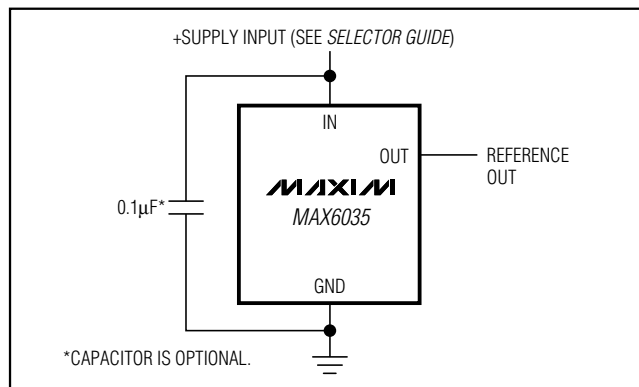 +SUPPLY INPUT (SEE SELECTOR GUIDE)
IN
OUT
REFERENCE
OUT
0.1µF*
MAXIM
MAX6035
GND
*CAPACITOR IS OPTIONAL.